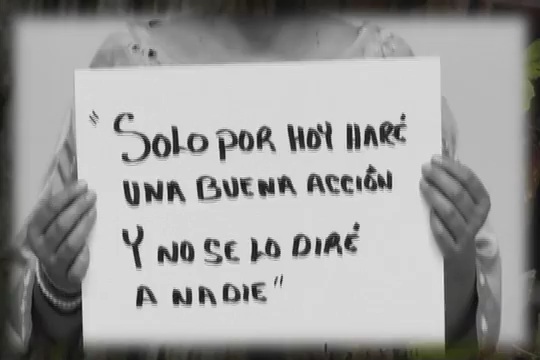 "SOLO POR HOY HARÉ
UNA BUENA ACCIÓN
Y NO SE LO DIRÉ
A NADIE"